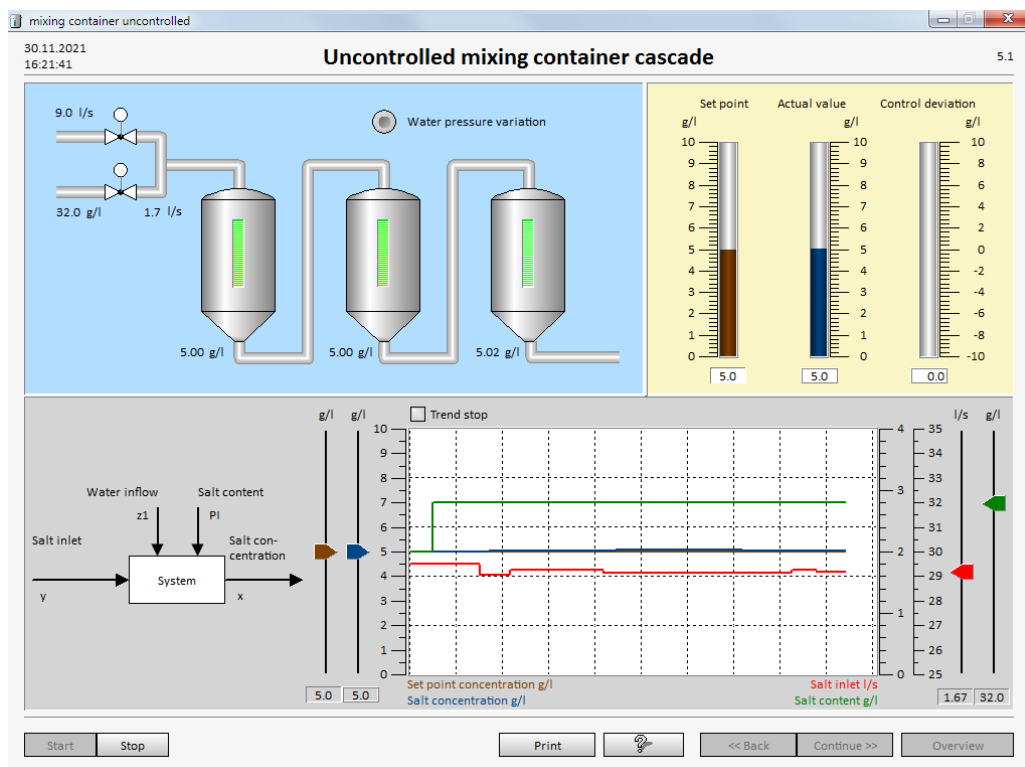 mixing container uncontrolled
30.11.2021
16:21:41
Uncontrolled mixing container cascade
5.1
9.0 l/s
Water pressure variation
32.0 g/l 1.7 l/s
5.00 g/l 5.00 g/l 5.02 g/l
Set point Actual value Control deviation
g/l g/l g/l
10 10 10
9 9 8
8 8 6
7 7 4
6 6 2
5 5 0
4 4 -2
3 3 -4
2 2 -6
1 1 -8
0 0 -10
5.0 5.0 0.0
g/l g/l Trend stop l/s g/l
10 4 35
9 34
8 33
7 3 32
6 31
5 2 30
4 29
3 28
2 1 27
1 26
0 0 25
Water inflow Salt content
z1 PI
Salt inlet Salt con-
centration
System
y x
5.0 5.0
Set point concentration g/l Salt inlet l/s
Salt concentration g/l Salt content g/l
1.67 32.0
Start Stop Print ? << Back Continue >> Overview